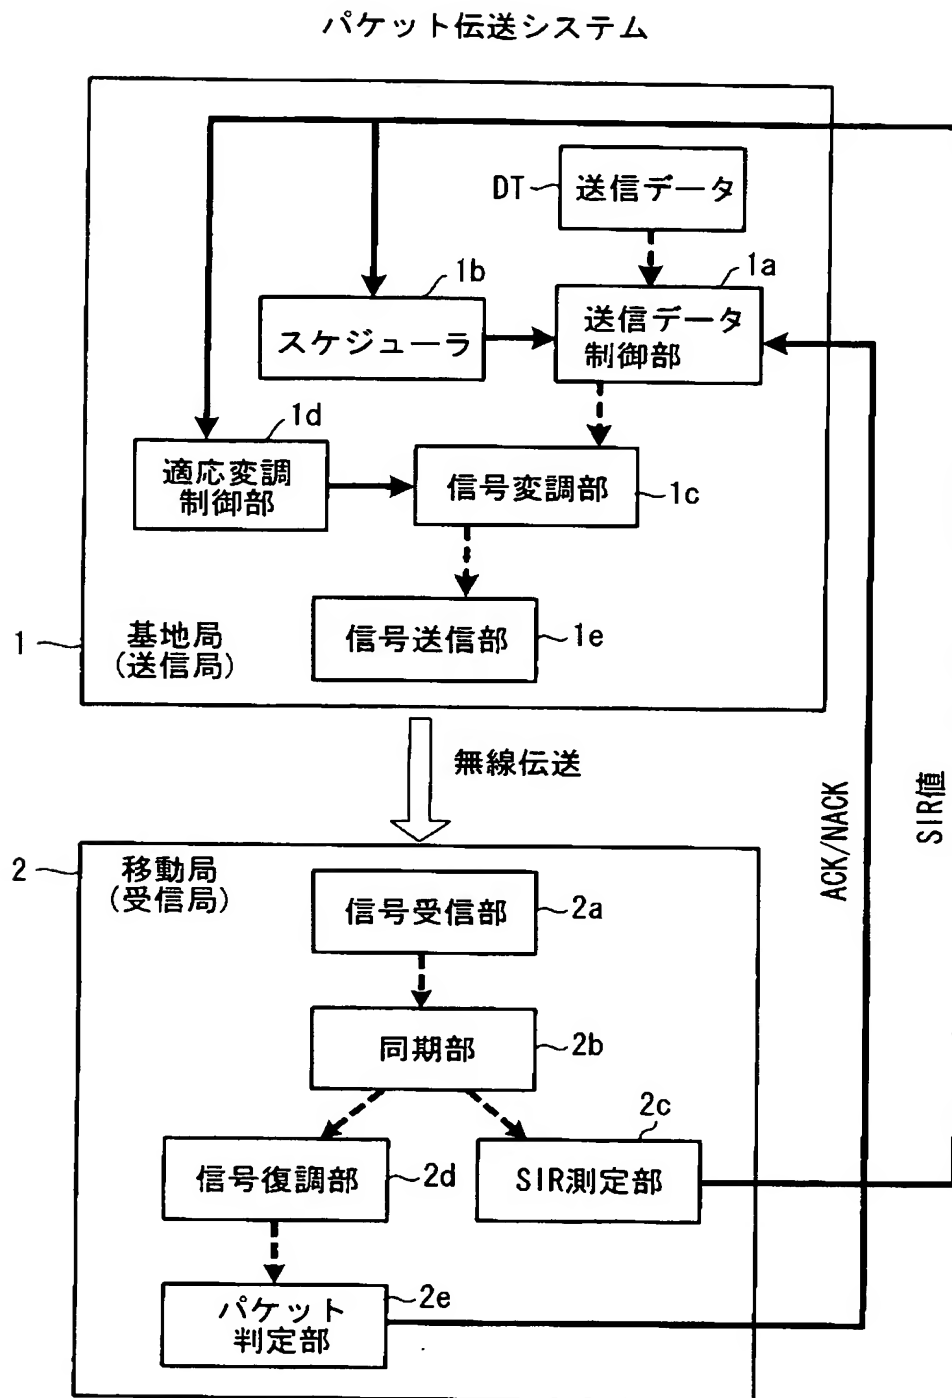 パケット伝送システム
DT
送信データ
1b
1a
スケジューラ
送信データ
制御部
1d
適応変調
制御部
信号変調部
1c
1
基地局
(送信局)
信号送信部
1e
無線伝送
ACK/NACK
SIR値
2
移動局
(受信局)
信号受信部
2a
同期部
2b
2c
信号復調部
2d
SIR測定部
パケット
判定部
2e